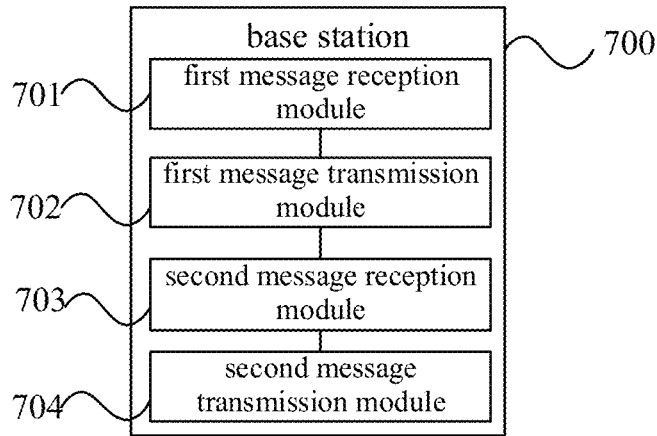 base station
700
701
first message reception
module
702
first message transmission
module
703
second message reception
module
704
second message
transmission module